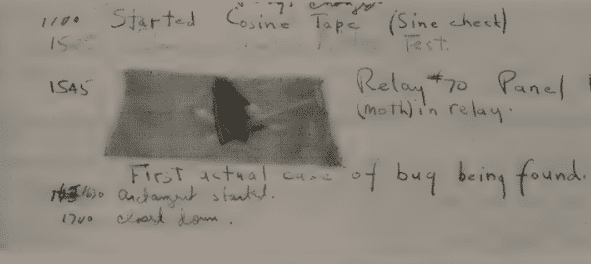 1100 Started Cosine Tape (Sine check)
Test.
1545 Relay #70 Panel
(moth) in relay.
First actual case of bug being found.
1630 antangent started.
1700 closed down.